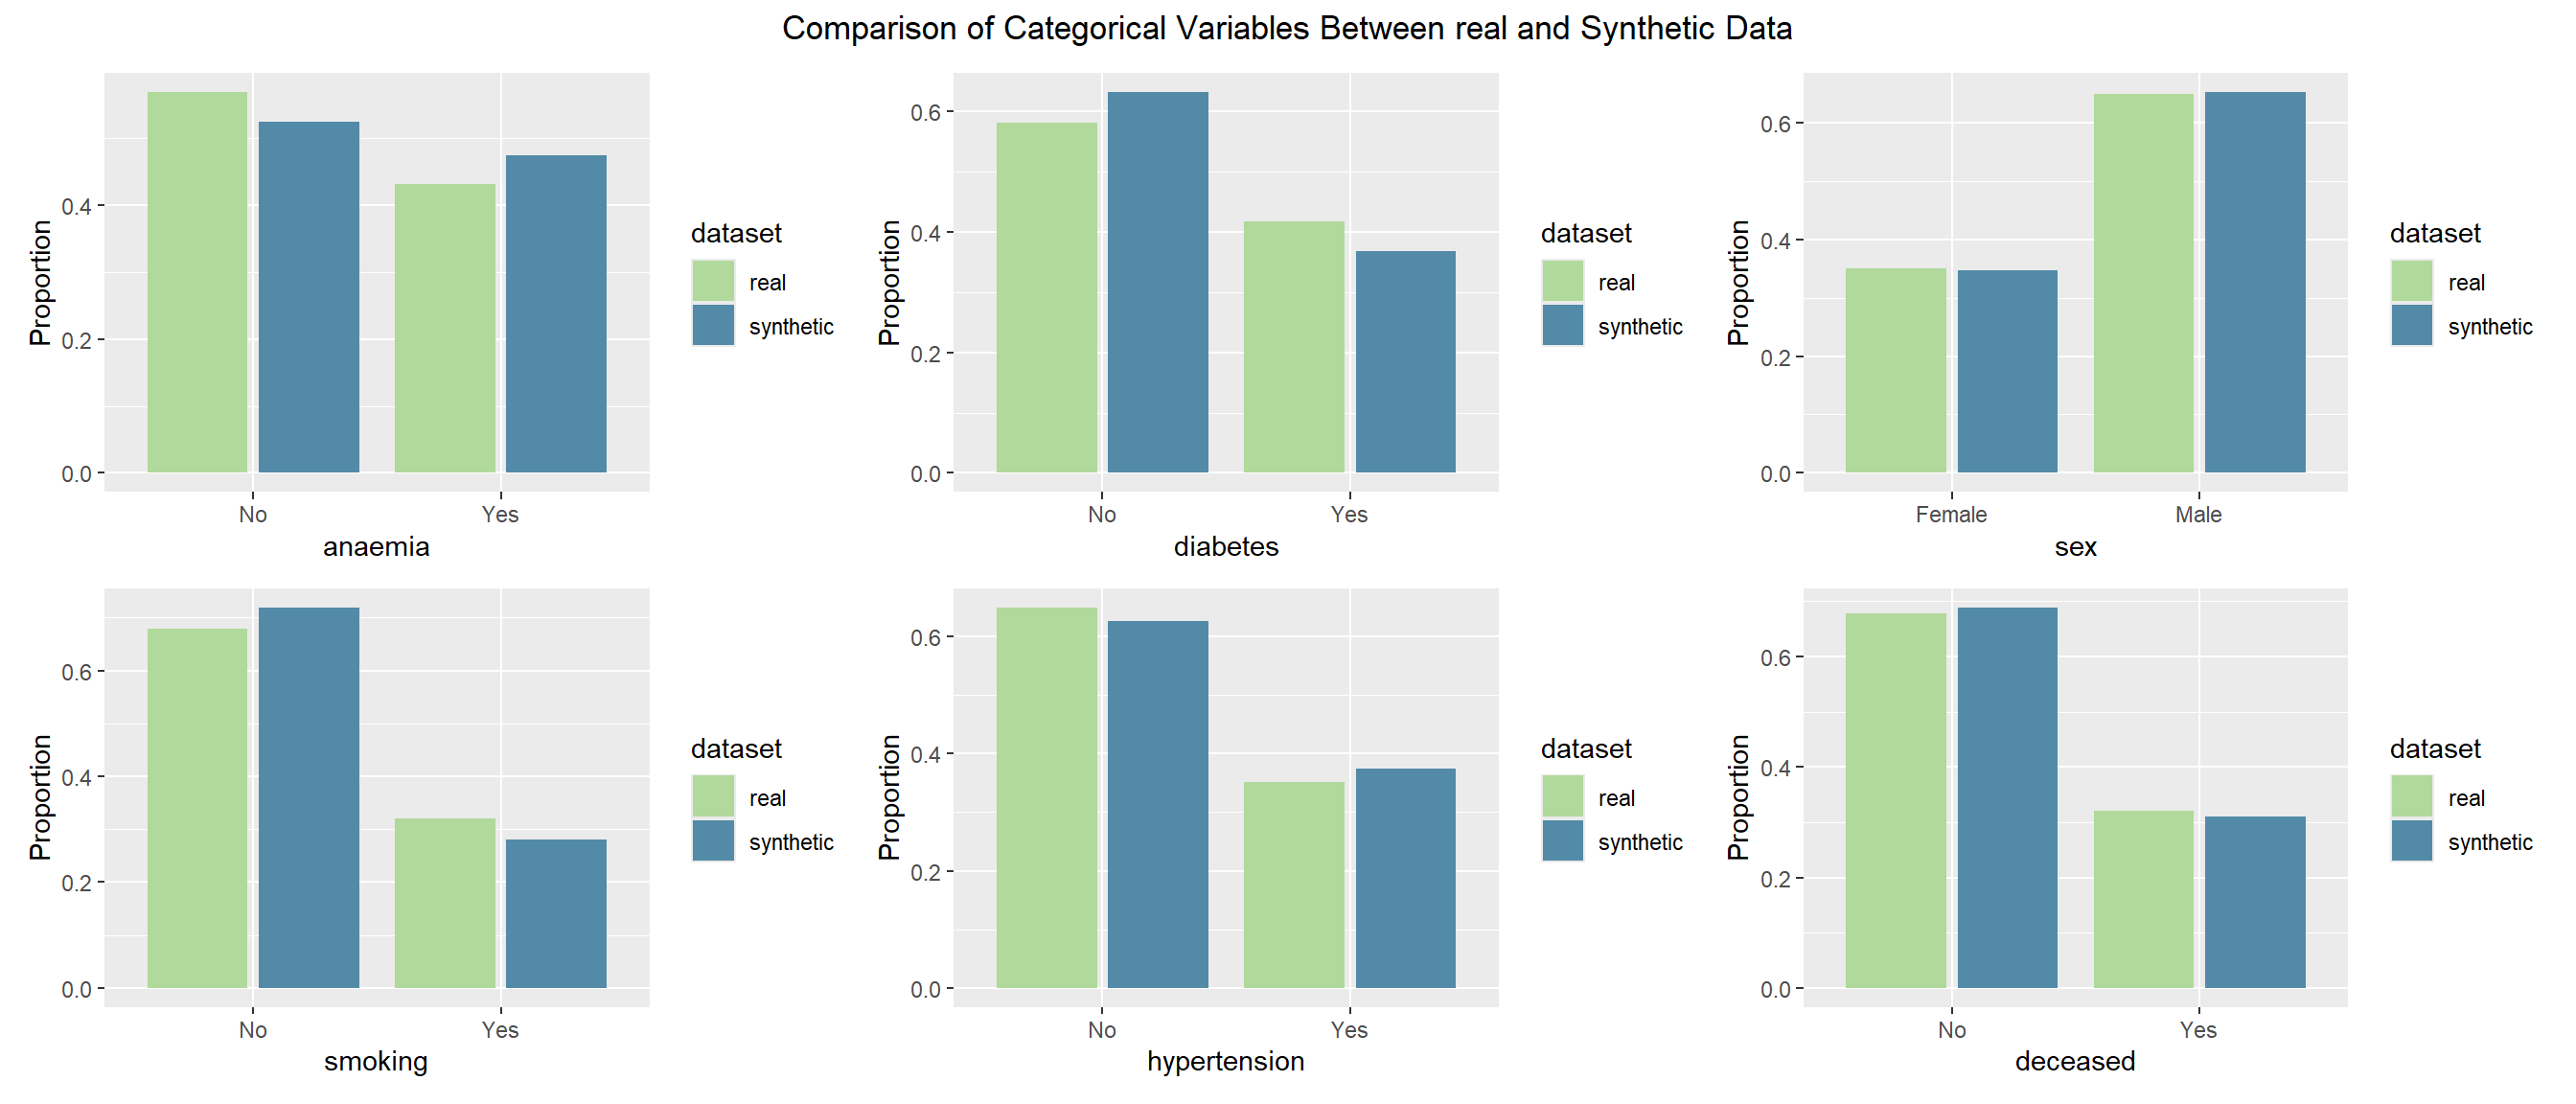 Comparison of Categorical Variables Between real and Synthetic Data
Proportion
0.4
0.2
0.0
No Yes
anaemia
dataset
real
synthetic
Proportion
0.6
0.4
0.2
0.0
No Yes
diabetes
dataset
real
synthetic
Proportion
0.6
0.4
0.2
0.0
Female Male
sex
dataset
real
synthetic
Proportion
0.6
0.4
0.2
0.0
No Yes
smoking
dataset
real
synthetic
Proportion
0.6
0.4
0.2
0.0
No Yes
hypertension
dataset
real
synthetic
Proportion
0.6
0.4
0.2
0.0
No Yes
deceased
dataset
real
synthetic